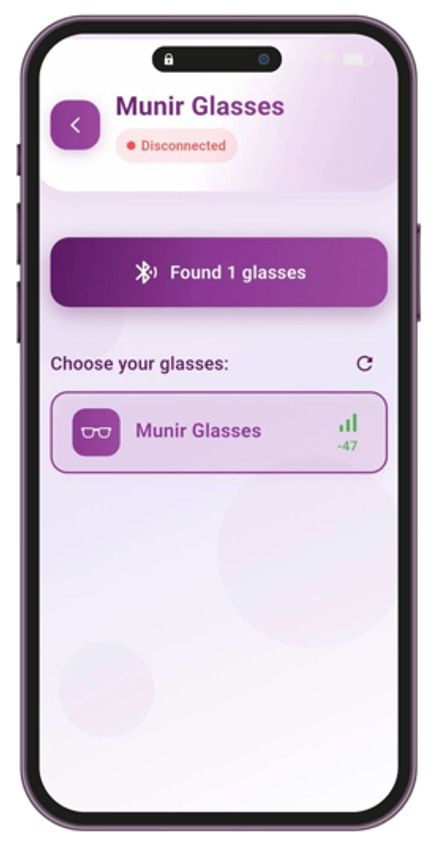 Munir Glasses
Disconnected
Found 1 glasses
Choose your glasses:
Munir Glasses
-47